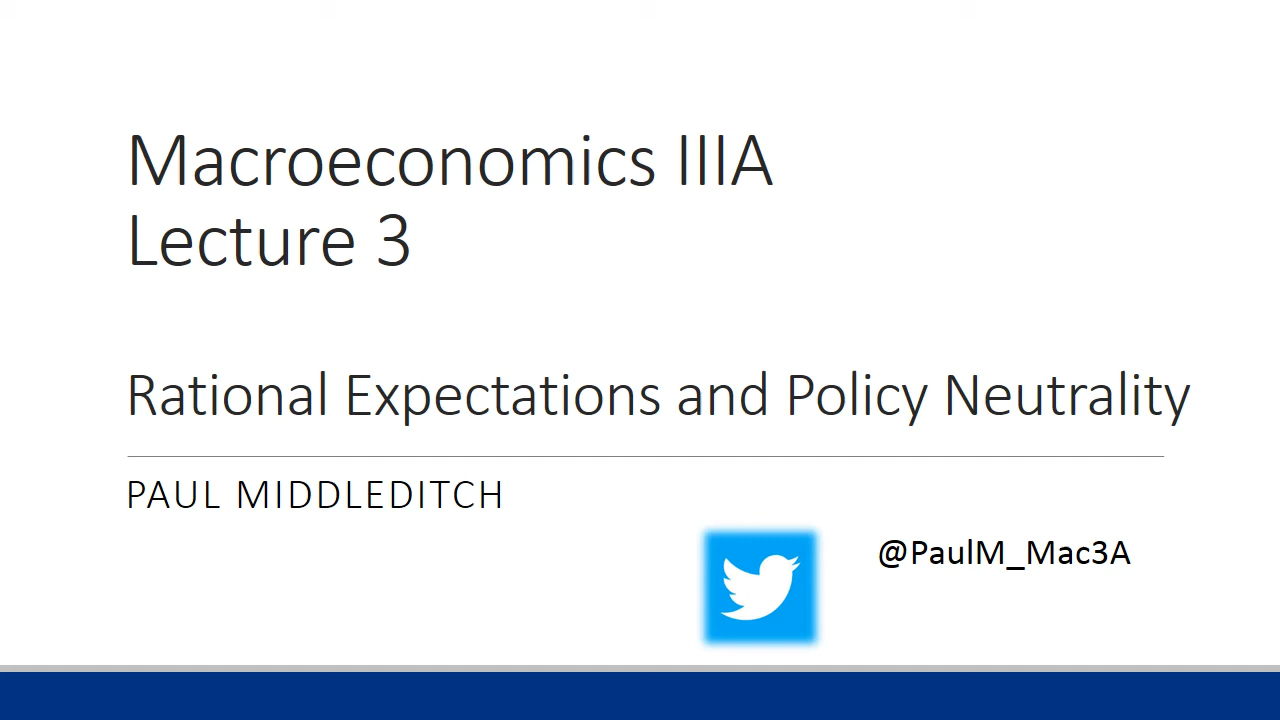 Macroeconomics IIIA
Lecture 3
Rational Expectations and Policy Neutrality
PAUL MIDDLEDITCH
@PaulM_Mac3A